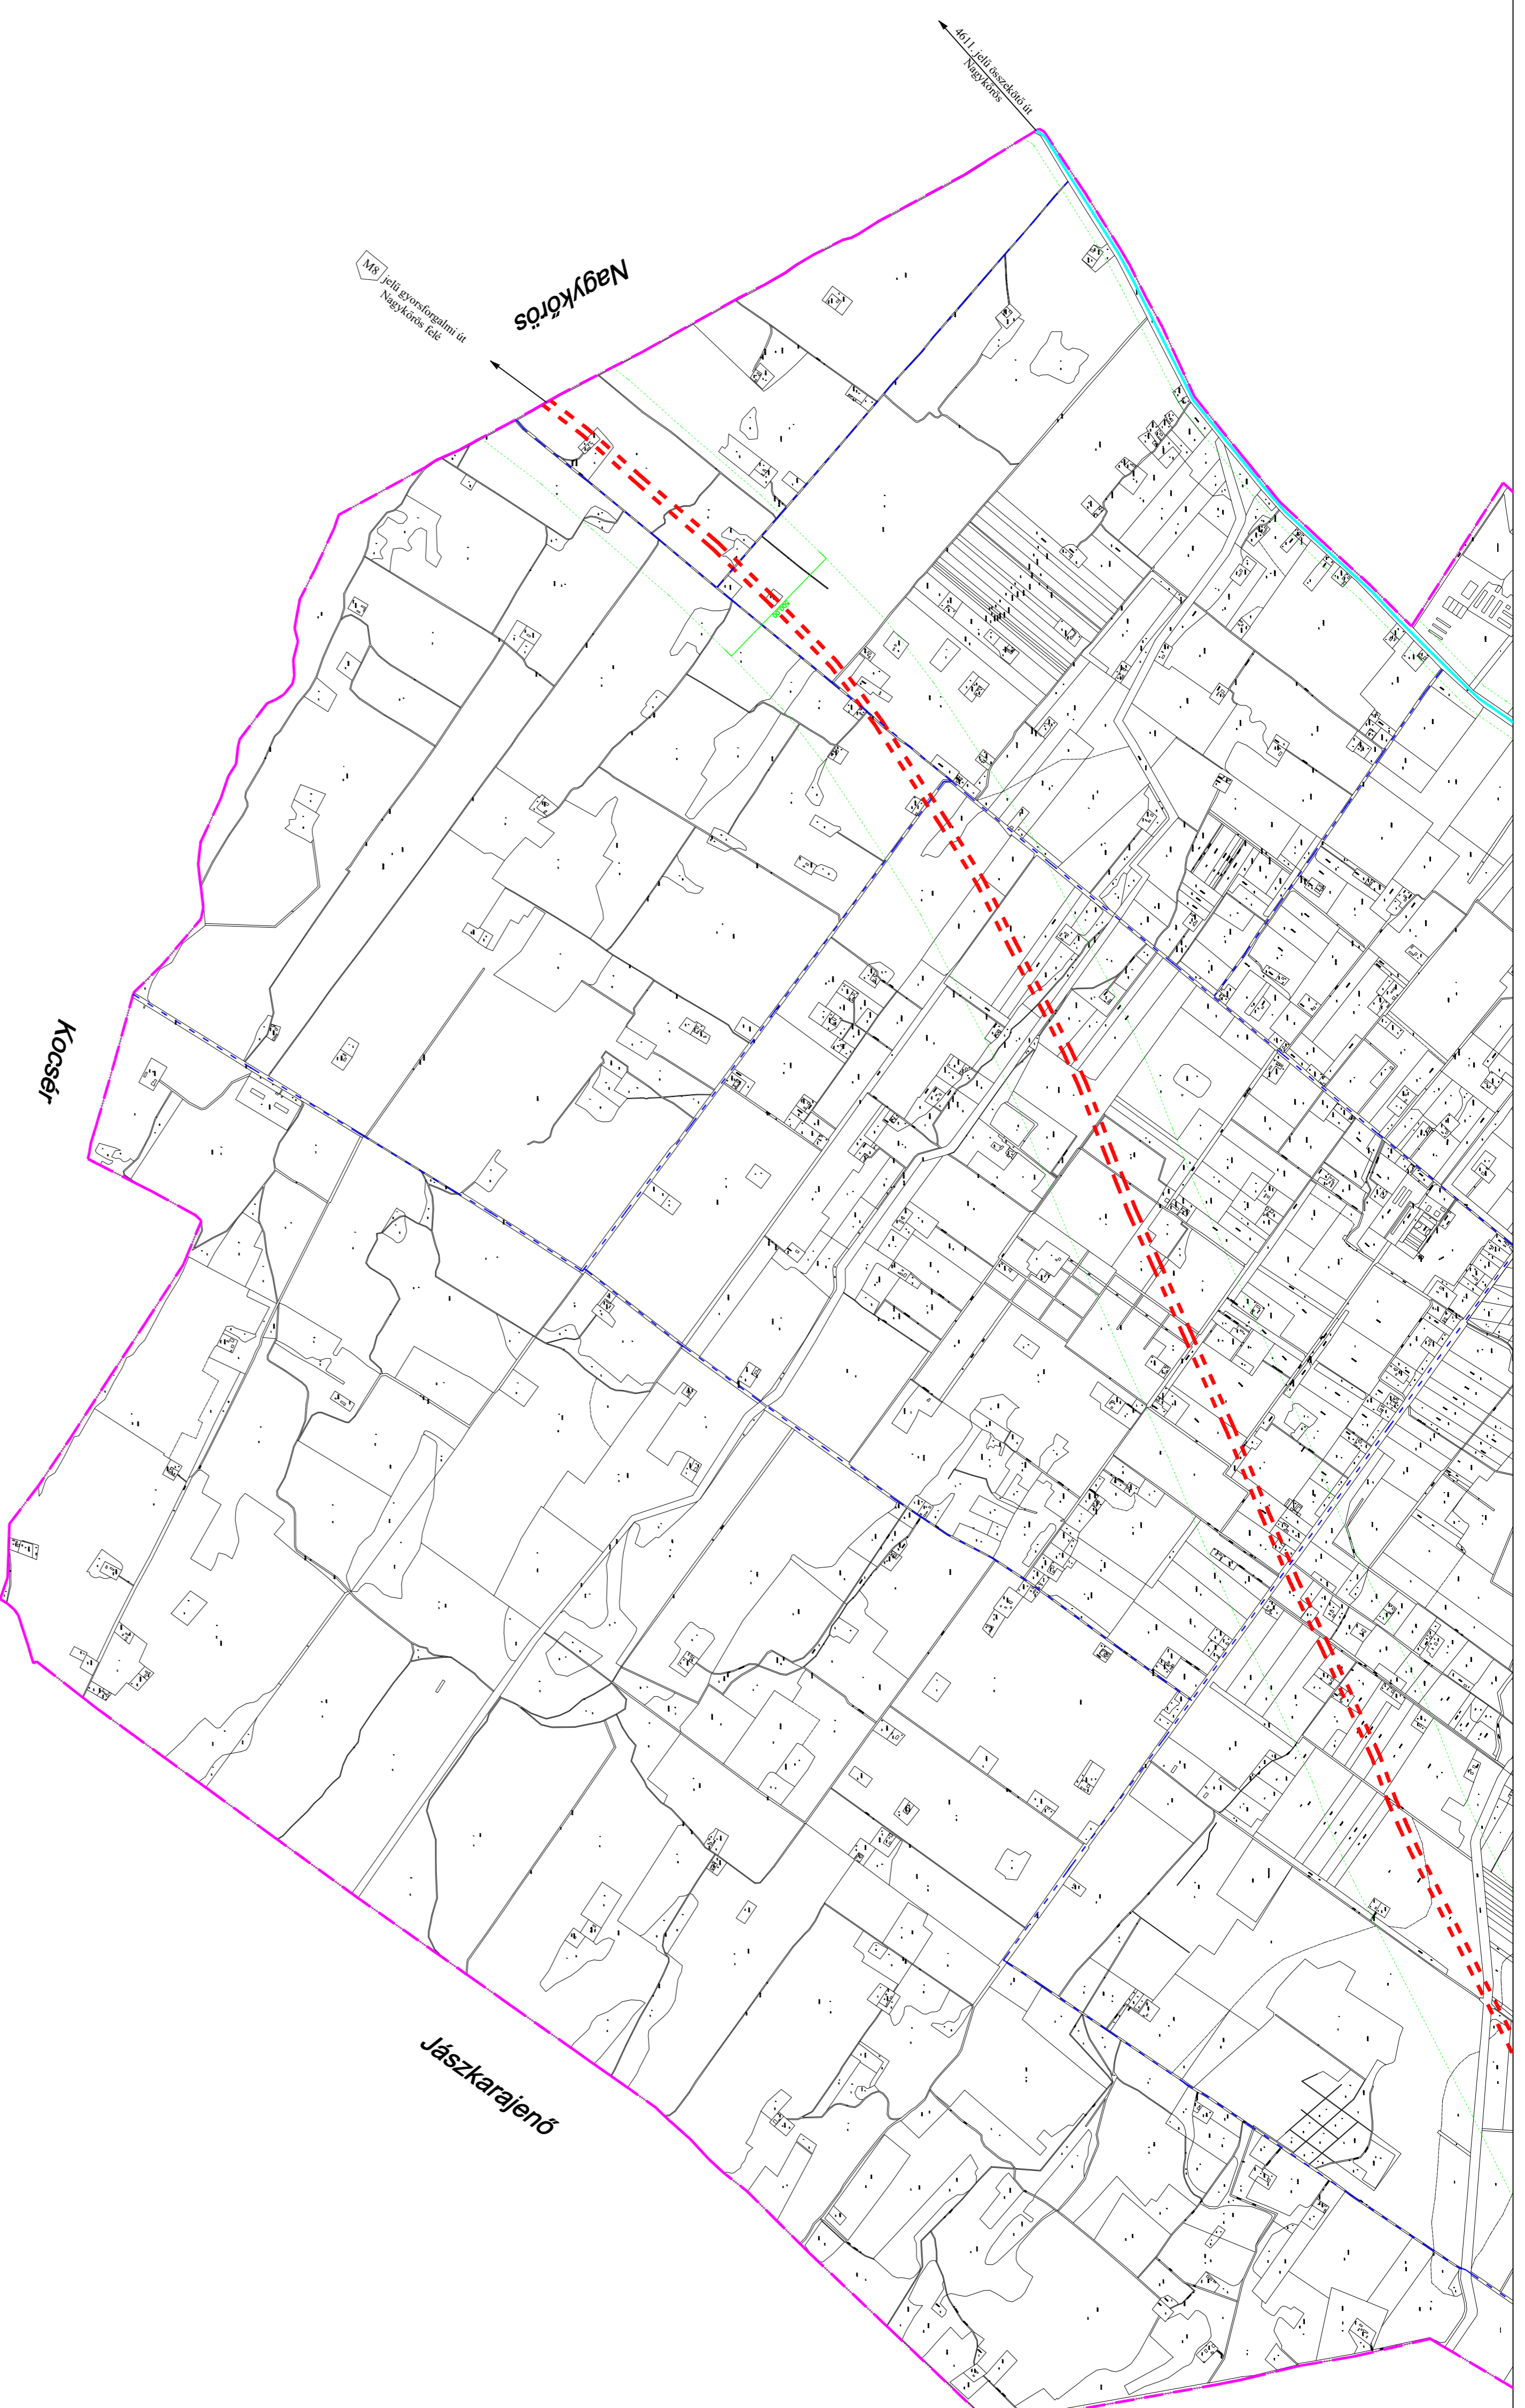 4611. jelű összekötő út
Nagykőrös
M8 jelű gyorsforgalmi út
Nagykőrös felé
Nagykőrös
Kocsér
Jászkarajenő